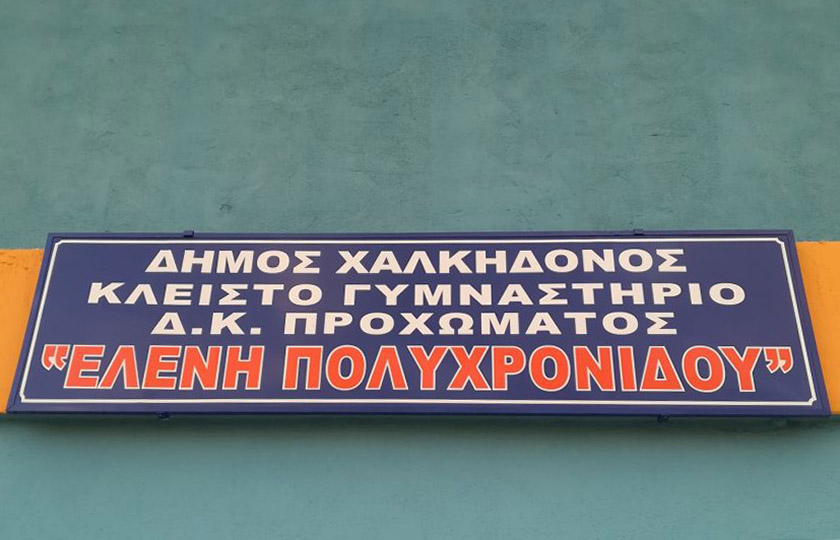 ΔΗΜΟΣ ΧΑΛΚΗΔΟΝΟΣ
ΚΛΕΙΣΤΟ ΓΥΜΝΑΣΤΗΡΙΟ
Δ.Κ. ΠΡΟΧΩΜΑΤΟΣ
“ΕΛΕΝΗ ΠΟΛΥΧΡΟΝΙΔΟΥ”